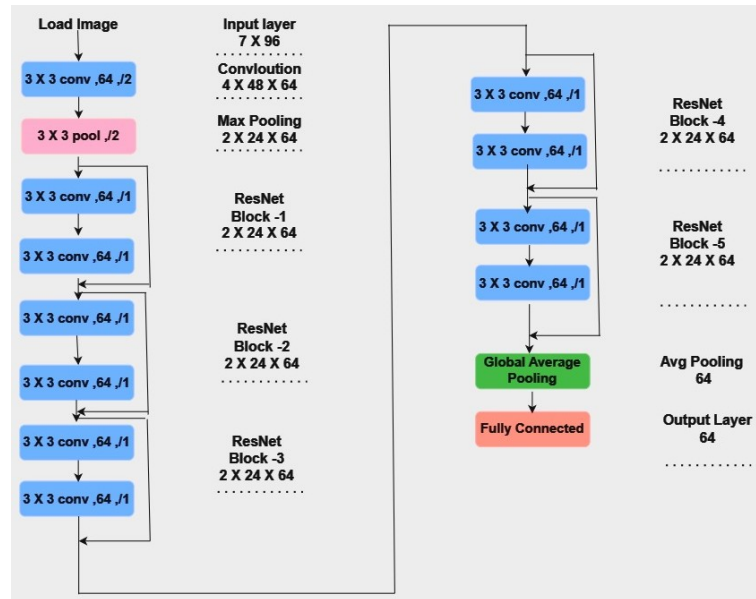 Load Image
Input layer
7 X 96
3 X 3 conv ,64 ,/2
Convloution
4 X 48 X 64
3 X 3 pool ,/2
Max Pooling
2 X 24 X 64
3 X 3 conv ,64 ,/1
3 X 3 conv ,64 ,/1
ResNet
Block -1
2 X 24 X 64
3 X 3 conv ,64 ,/1
3 X 3 conv ,64 ,/1
ResNet
Block -2
2 X 24 X 64
3 X 3 conv ,64 ,/1
3 X 3 conv ,64 ,/1
ResNet
Block -3
2 X 24 X 64
3 X 3 conv ,64 ,/1
3 X 3 conv ,64 ,/1
ResNet
Block -4
2 X 24 X 64
3 X 3 conv ,64 ,/1
3 X 3 conv ,64 ,/1
ResNet
Block -5
2 X 24 X 64
Global Average
Pooling
Avg Pooling
64
Fully Connected
Output Layer
64